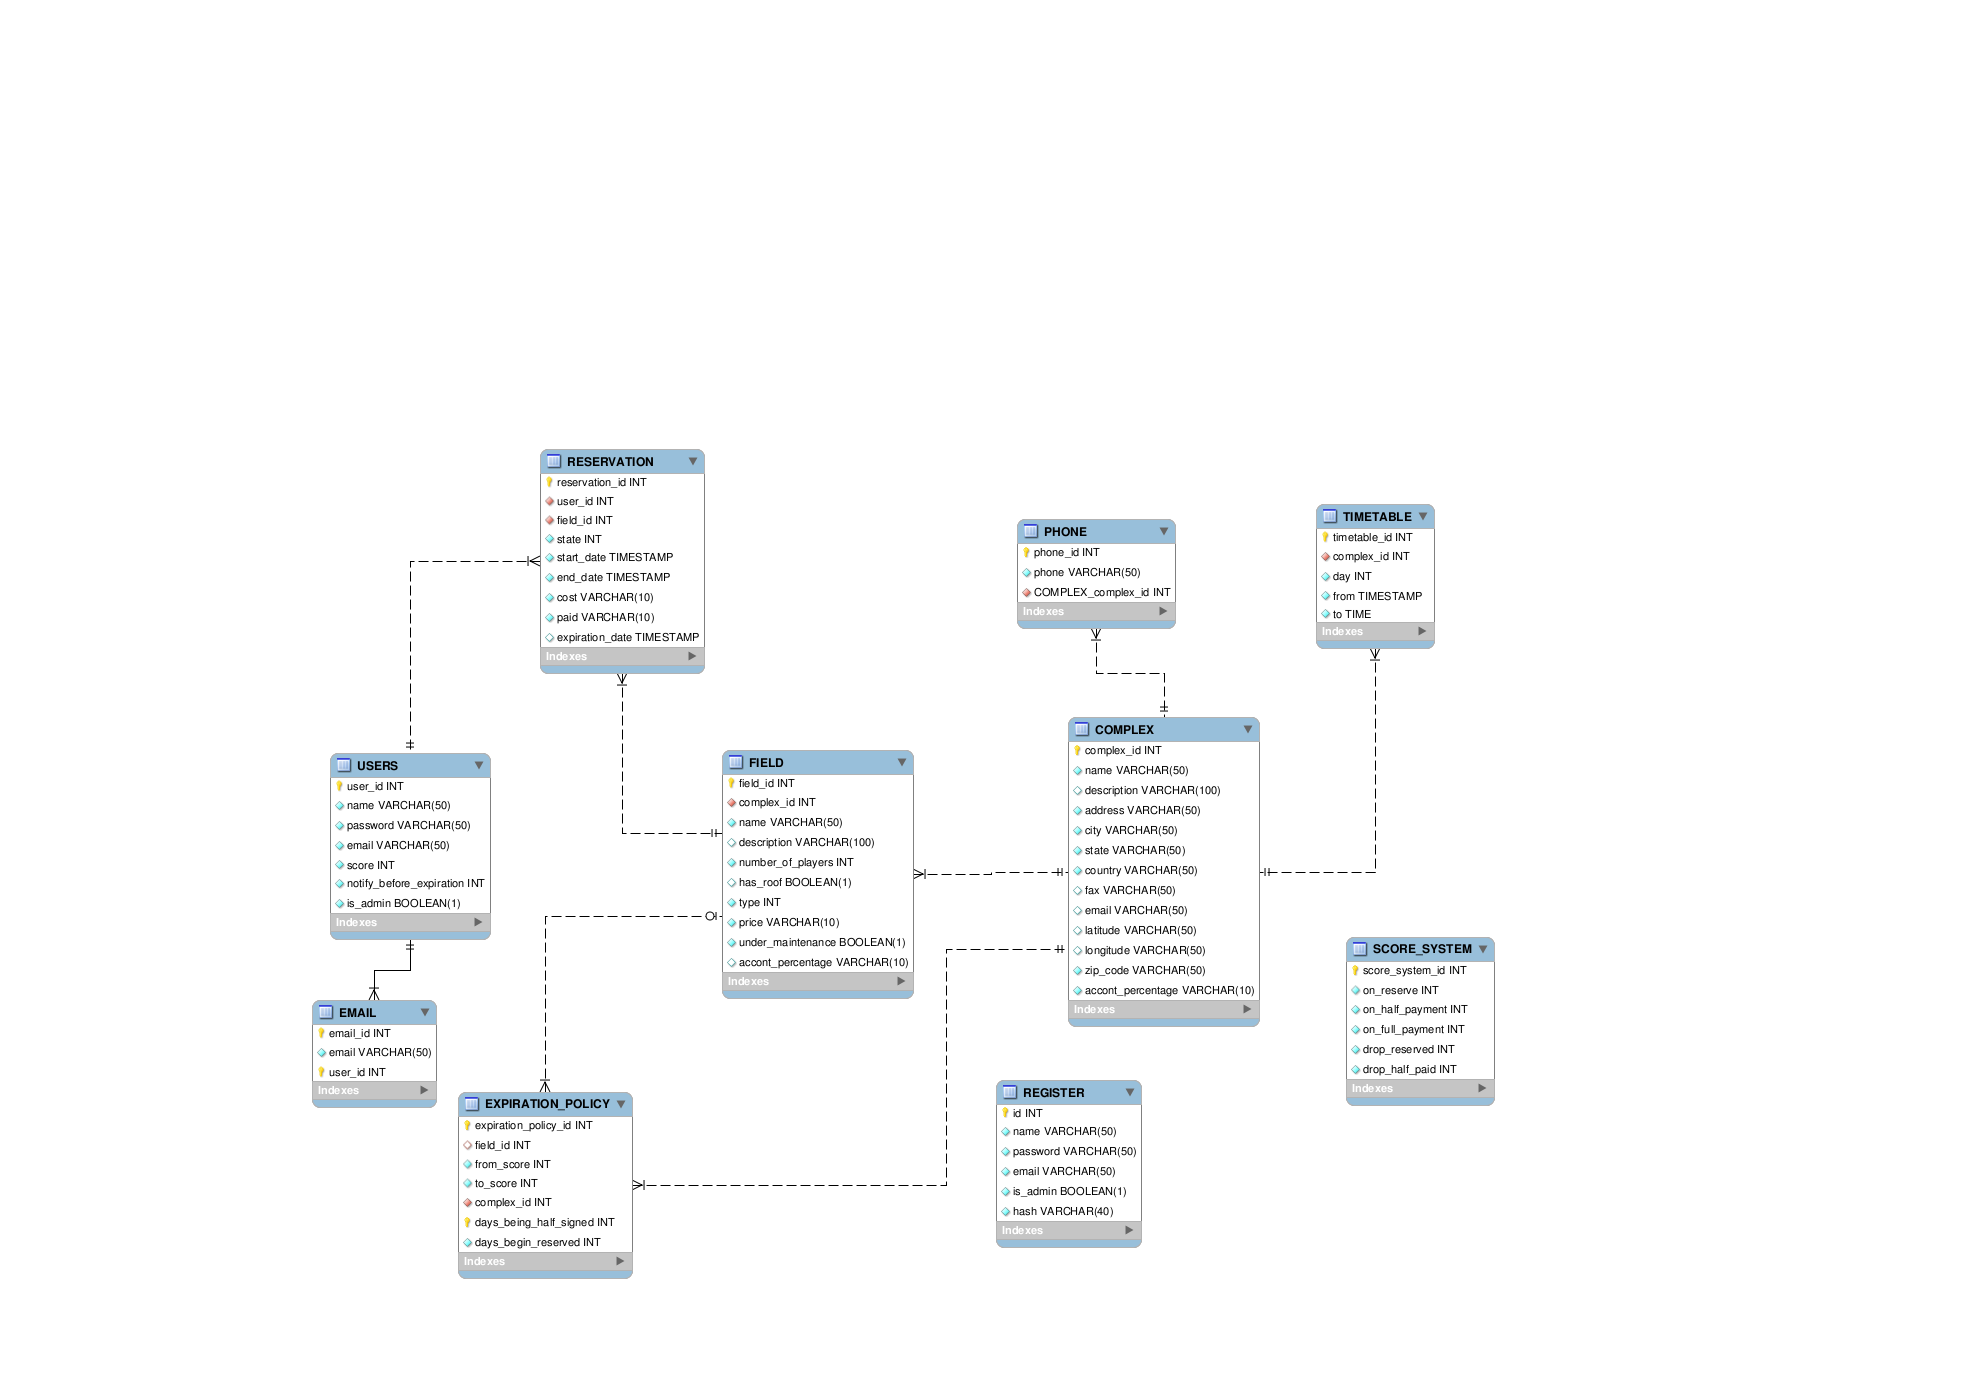 RESERVATION
reservation_id INT
user_id INT
field_id INT
state INT
start_date TIMESTAMP
end_date TIMESTAMP
cost VARCHAR(10)
paid VARCHAR(10)
expiration_date TIMESTAMP
Indexes
PHONE
phone_id INT
phone VARCHAR(50)
COMPLEX_complex_id INT
Indexes
TIMETABLE
timetable_id INT
complex_id INT
day INT
from TIMESTAMP
to TIME
Indexes
USERS
user_id INT
name VARCHAR(50)
password VARCHAR(50)
email VARCHAR(50)
score INT
notify_before_expiration INT
is_admin BOOLEAN(1)
Indexes
FIELD
field_id INT
complex_id INT
name VARCHAR(50)
description VARCHAR(100)
number_of_players INT
has_roof BOOLEAN(1)
type INT
price VARCHAR(10)
under_maintenance BOOLEAN(1)
accont_percentage VARCHAR(10)
Indexes
COMPLEX
complex_id INT
name VARCHAR(50)
description VARCHAR(100)
address VARCHAR(50)
city VARCHAR(50)
state VARCHAR(50)
country VARCHAR(50)
fax VARCHAR(50)
email VARCHAR(50)
latitude VARCHAR(50)
longitude VARCHAR(50)
zip_code VARCHAR(50)
accont_percentage VARCHAR(10)
Indexes
SCORE_SYSTEM
score_system_id INT
on_reserve INT
on_half_payment INT
on_full_payment INT
drop_reserved INT
drop_half_paid INT
Indexes
EMAIL
email_id INT
email VARCHAR(50)
user_id INT
Indexes
EXPIRATION_POLICY
expiration_policy_id INT
field_id INT
from_score INT
to_score INT
complex_id INT
days_being_half_signed INT
days_begin_reserved INT
Indexes
REGISTER
id INT
name VARCHAR(50)
password VARCHAR(50)
email VARCHAR(50)
is_admin BOOLEAN(1)
hash VARCHAR(40)
Indexes